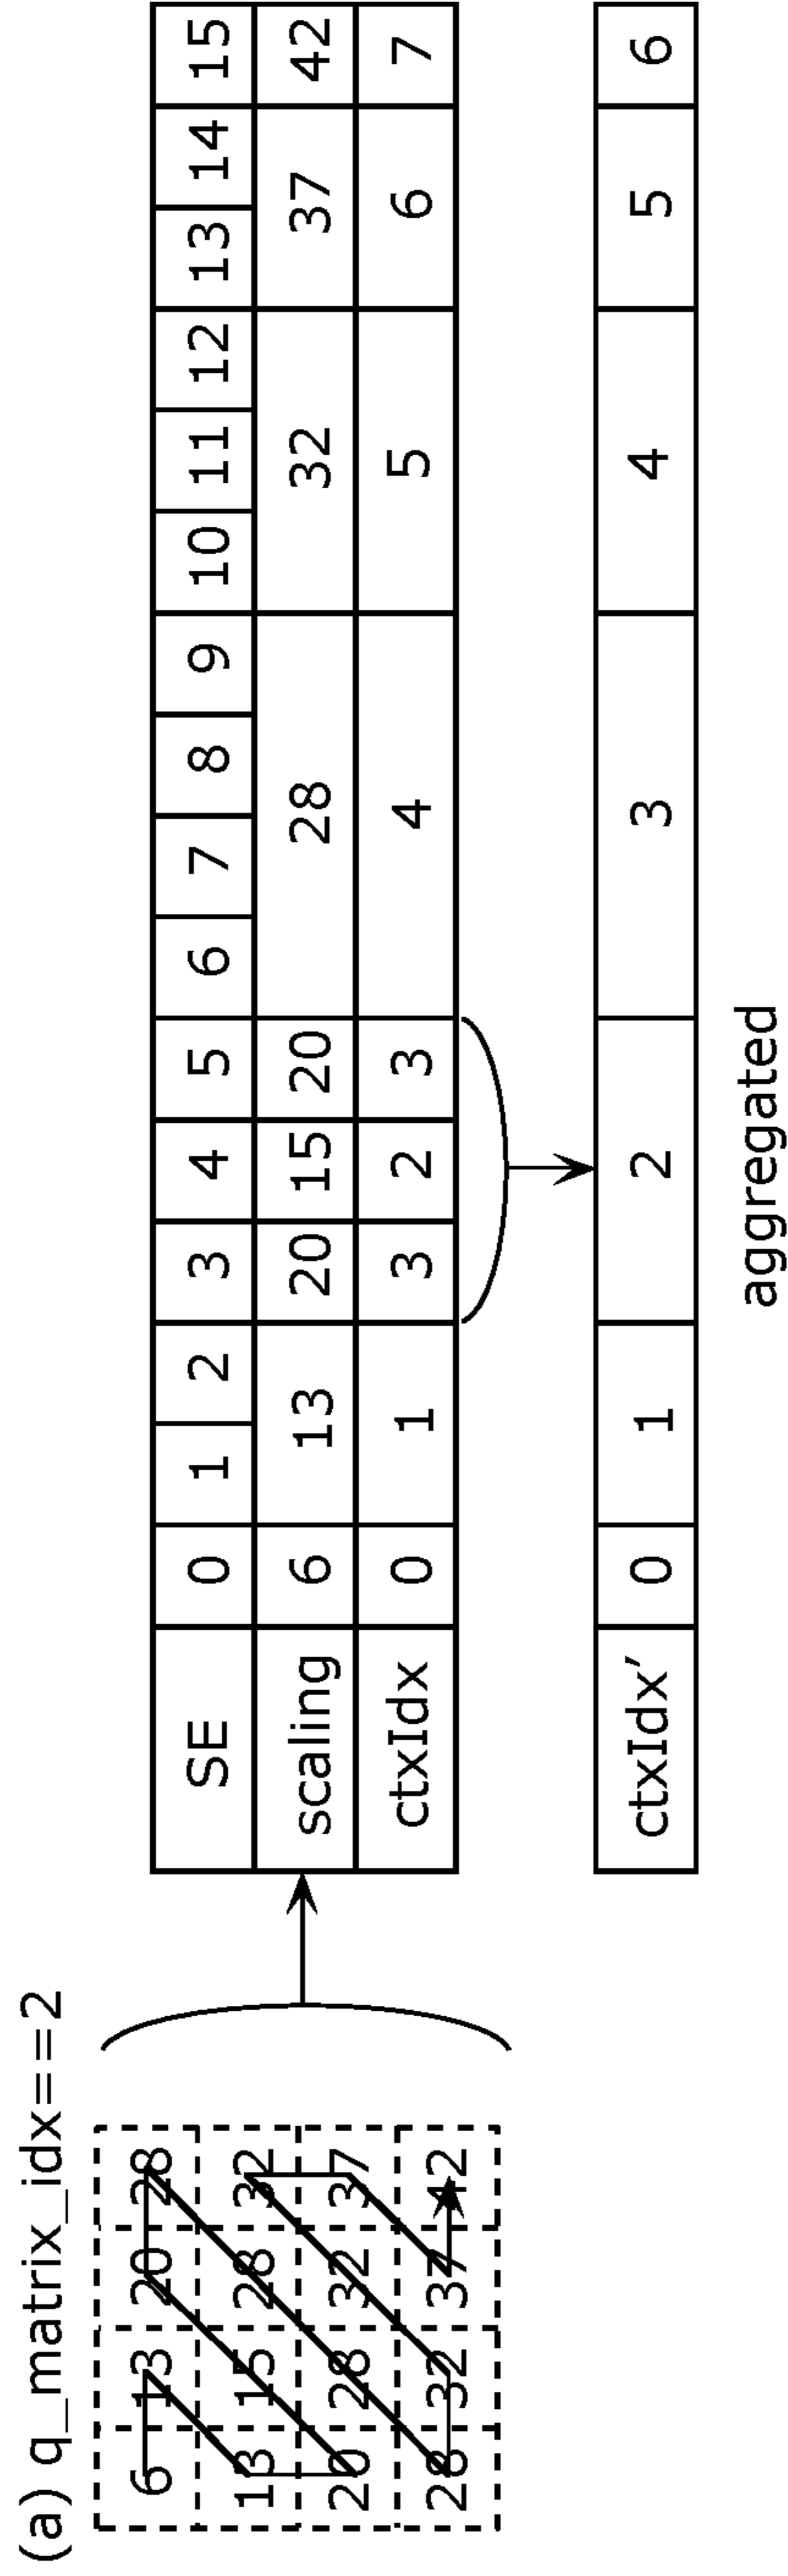 (a) q_matrix_idx==2
6 13 20 28
13 15 28 32
20 28 32 37
28 32 37 42
SE 0 1 2 3 4 5 6 7 8 9 10 11 12 13 14 15
scaling 6 13 20 15 20 28 32 37 42
ctxIdx 0 1 3 2 3 4 5 6 7
ctxIdx’ 0 1 2 3 4 5 6
aggregated